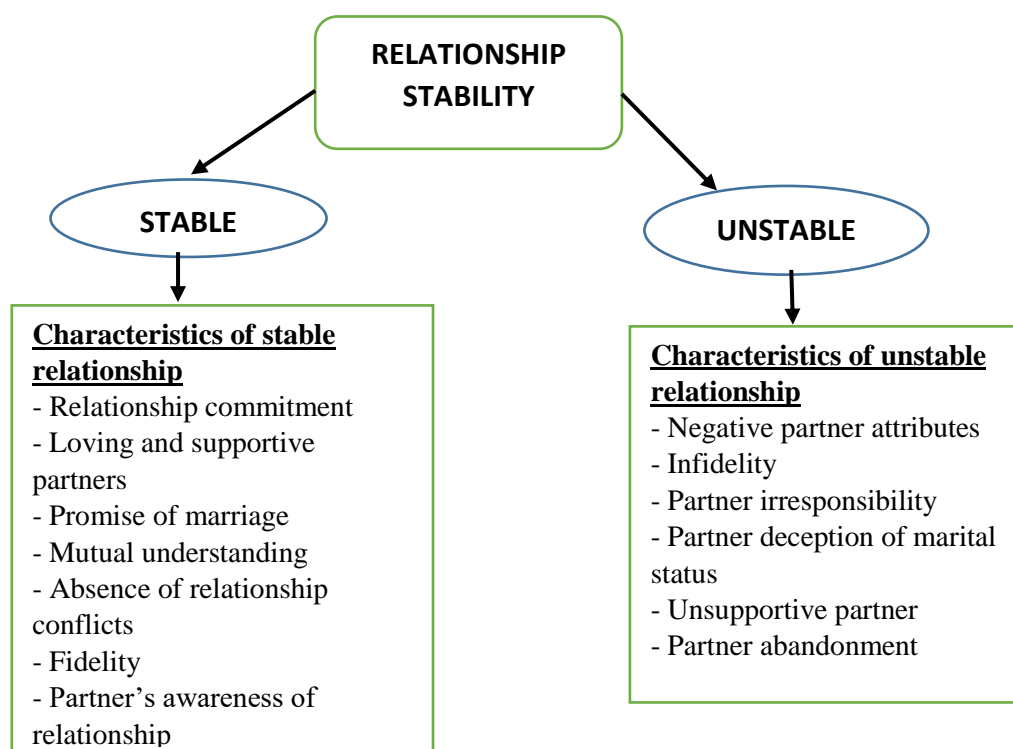 RELATIONSHIP
STABILITY
STABLE
UNSTABLE
Characteristics of stable
relationship
- Relationship commitment
- Loving and supportive
partners
- Promise of marriage
- Mutual understanding
- Absence of relationship
conflicts
- Fidelity
- Partner’s awareness of
relationship
Characteristics of unstable
relationship
- Negative partner attributes
- Infidelity
- Partner irresponsibility
- Partner deception of marital
status
- Unsupportive partner
- Partner abandonment